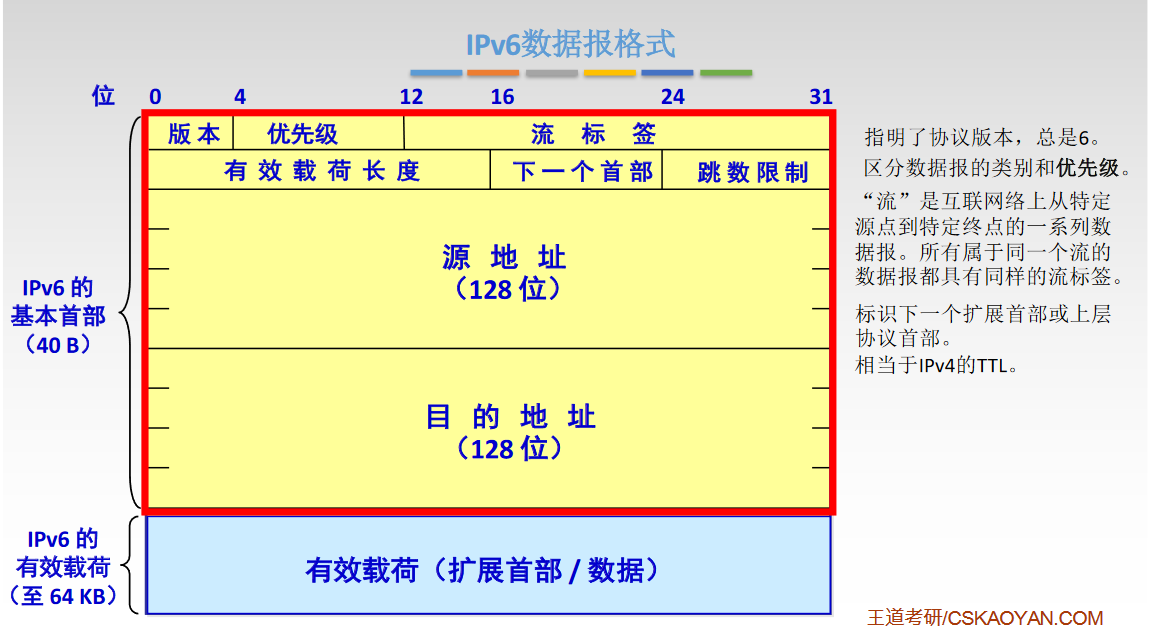 IPv6数据报格式
位 0 4 12 16 24 31
版本 优先级 流标签
有效载荷长度 下一个首部 跳数限制
源地址
（128 位）
目的地址
（128 位）
IPv6 的
基本首部
（40 B）
IPv6 的
有效载荷
（至 64 KB）
有效载荷（扩展首部 / 数据）
指明了协议版本，总是6。
区分数据报的类别和优先级。
“流”是互联网络上从特定
源点到特定终点的一系列数
据报。所有属于同一个流的
数据报都具有同样的流标签。
标识下一个扩展首部或上层
协议首部。
相当于IPv4的TTL。
王道考研/CSKAOYAN.COM